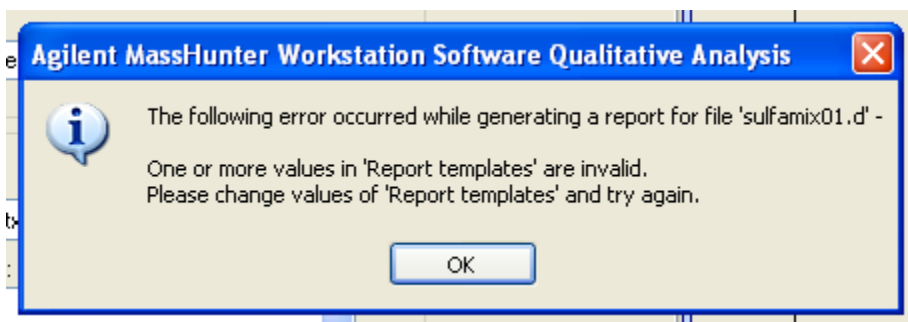 Agilent MassHunter Workstation Software Qualitative Analysis
The following error occurred while generating a report for file 'sulfamix01.d' -
One or more values in 'Report templates' are invalid.
Please change values of 'Report templates' and try again.
OK